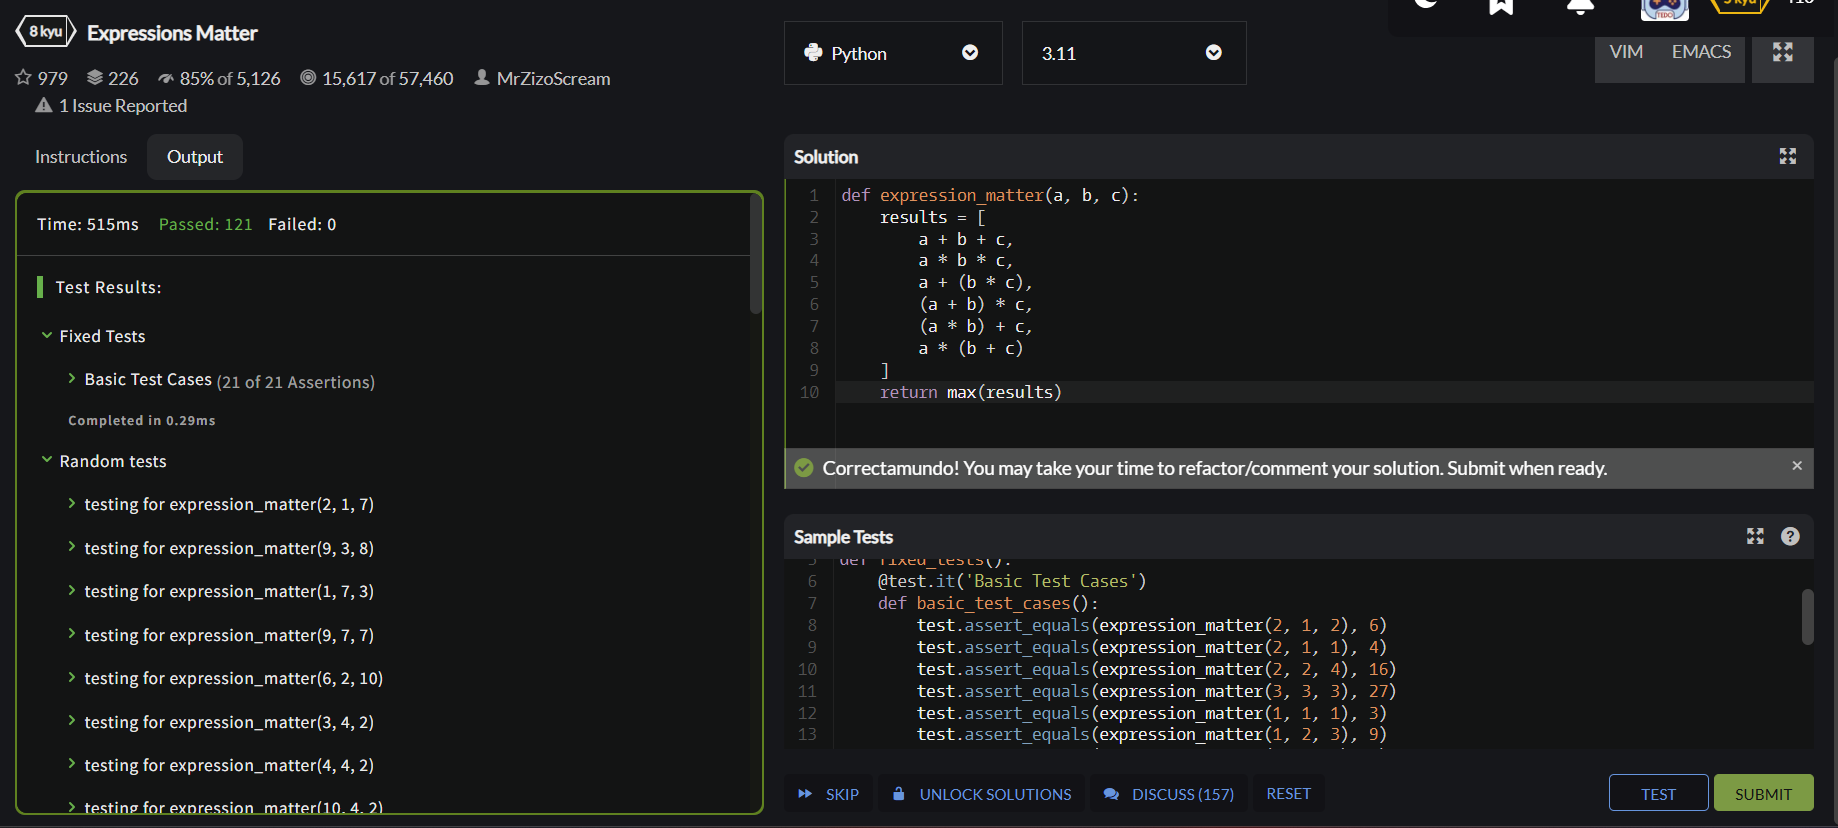 8 kyu Expressions Matter
979 226 85% of 5,126 15,617 of 57,460 MrZizoScream
1 Issue Reported
Instructions Output
Time: 515ms Passed: 121 Failed: 0
Test Results:
Fixed Tests
Basic Test Cases (21 of 21 Assertions)
Completed in 0.29ms
Random tests
testing for expression_matter(2, 1, 7)
testing for expression_matter(9, 3, 8)
testing for expression_matter(1, 7, 3)
testing for expression_matter(9, 7, 7)
testing for expression_matter(6, 2, 10)
testing for expression_matter(3, 4, 2)
testing for expression_matter(4, 4, 2)
testing for expression_matter(10, 4, 2)
Python 3.11
VIM EMACS
Solution
1 def expression_matter(a, b, c):
2 results = [
3 a + b + c,
4 a * b * c,
5 a + (b * c),
6 (a + b) * c,
7 (a * b) + c,
8 a * (b + c)
9 ]
10 return max(results)
Correctamundo! You may take your time to refactor/comment your solution. Submit when ready. ×
Sample Tests ?
5 def fixed_tests():
6 @test.it('Basic Test Cases')
7 def basic_test_cases():
8 test.assert_equals(expression_matter(2, 1, 2), 6)
9 test.assert_equals(expression_matter(2, 1, 1), 4)
10 test.assert_equals(expression_matter(2, 2, 4), 16)
11 test.assert_equals(expression_matter(3, 3, 3), 27)
12 test.assert_equals(expression_matter(1, 1, 1), 3)
13 test.assert_equals(expression_matter(1, 2, 3), 9)
SKIP UNLOCK SOLUTIONS DISCUSS (157) RESET TEST SUBMIT